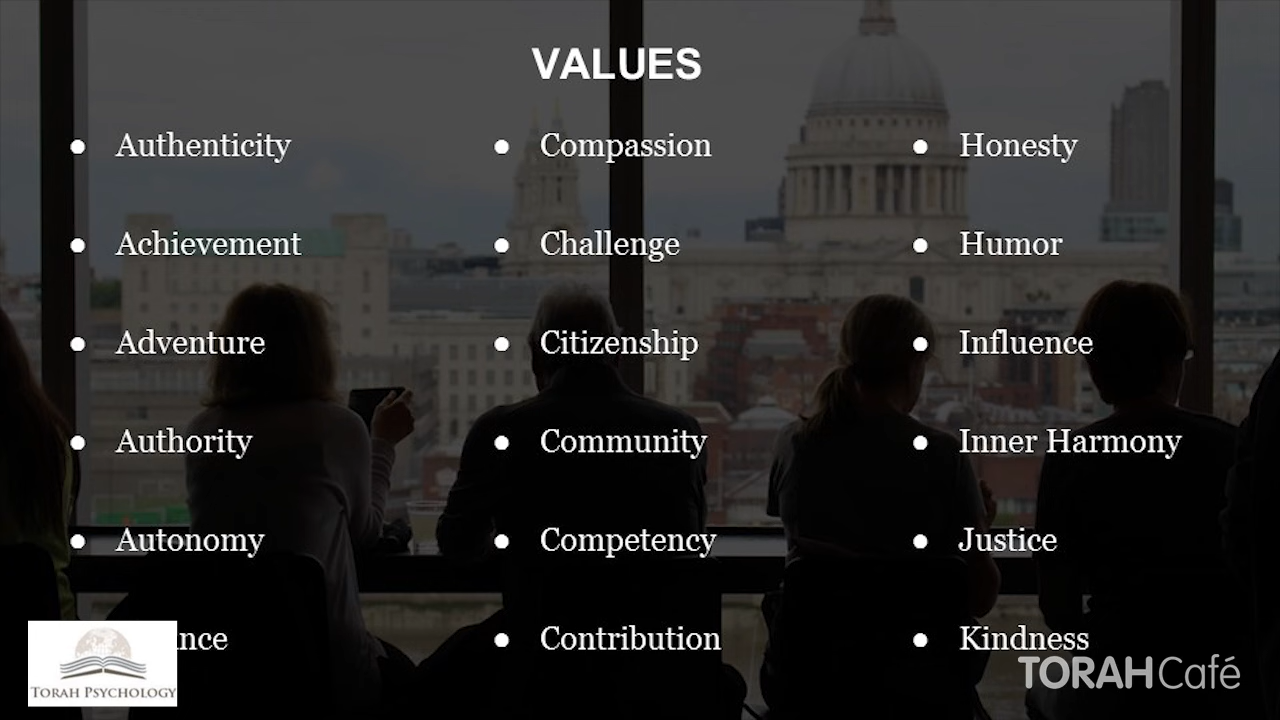 VALUES
Authenticity
Achievement
Adventure
Authority
Autonomy
Compassion
Challenge
Citizenship
Community
Competency
Contribution
Honesty
Humor
Influence
Inner Harmony
Justice
Kindness
TORAH PSYCHOLOGY
TORAHCafé